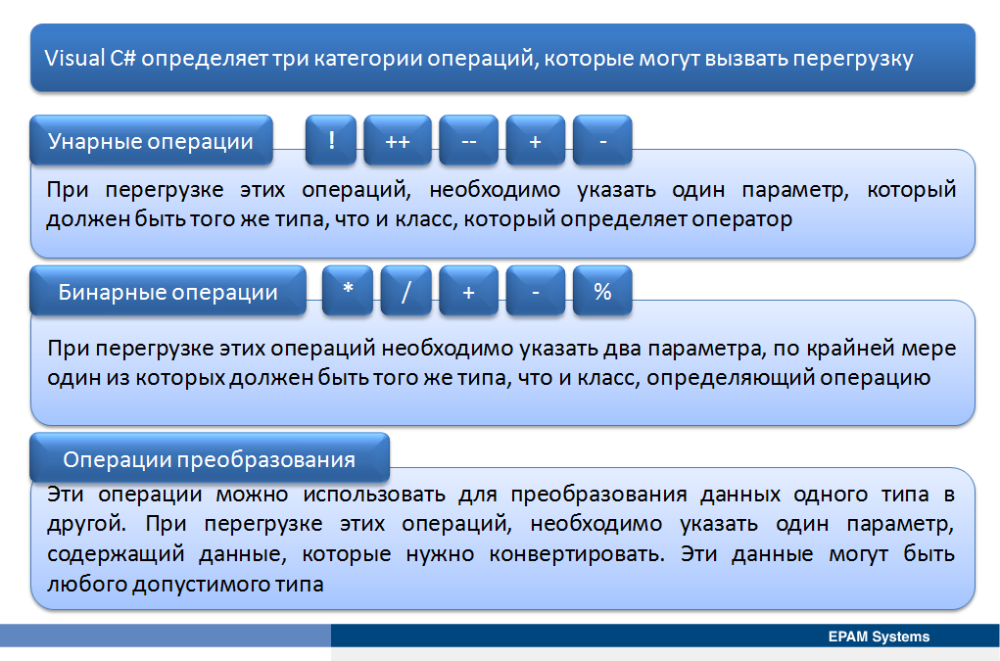 Visual C# определяет три категории операций, которые могут вызвать перегрузку
Унарные операции ! ++ -- + -
При перегрузке этих операций, необходимо указать один параметр, который
должен быть того же типа, что и класс, который определяет оператор
Бинарные операции * / + - %
При перегрузке этих операций необходимо указать два параметра, по крайней мере
один из которых должен быть того же типа, что и класс, определяющий операцию
Операции преобразования
Эти операции можно использовать для преобразования данных одного типа в
другой. При перегрузке этих операций, необходимо указать один параметр,
содержащий данные, которые нужно конвертировать. Эти данные могут быть
любого допустимого типа
EPAM Systems